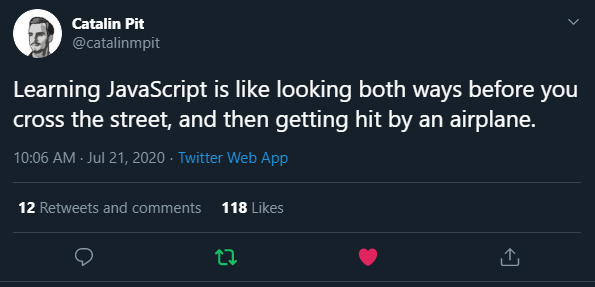 Catalin Pit
@catalinmpit
Learning JavaScript is like looking both ways before you
cross the street, and then getting hit by an airplane.
10:06 AM · Jul 21, 2020 · Twitter Web App
12 Retweets and comments 118 Likes